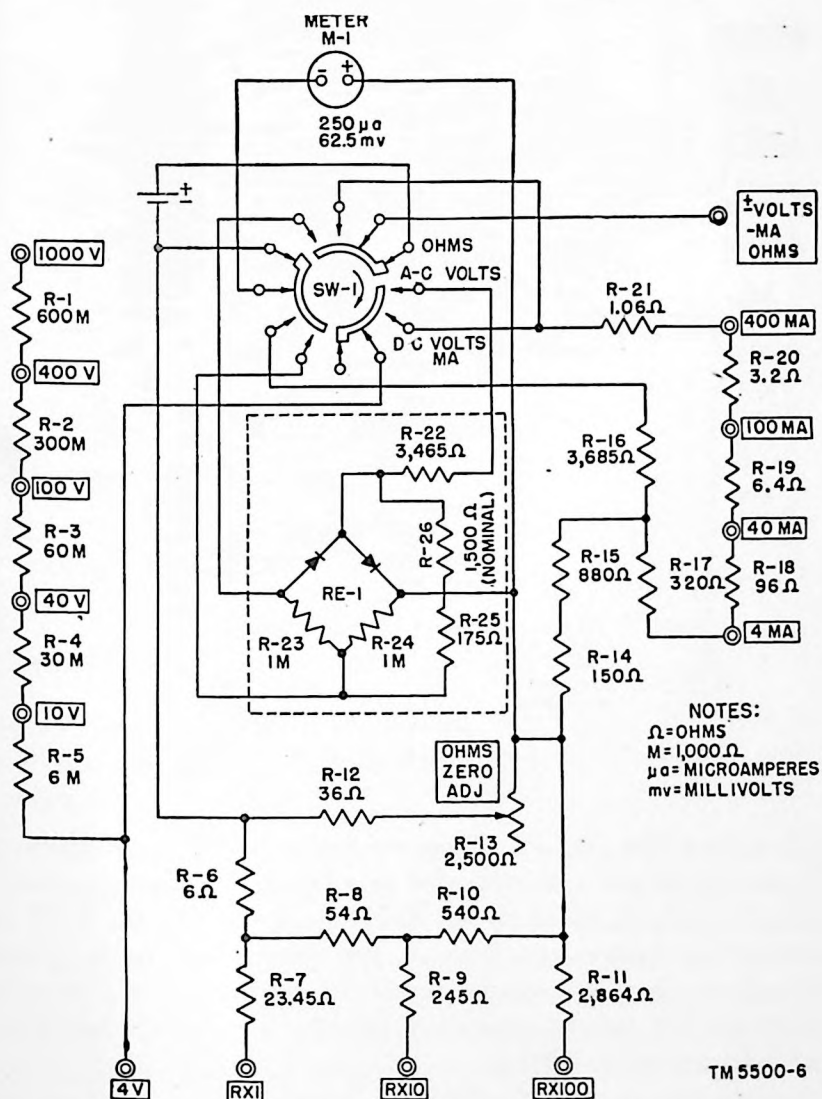 METER
M-1
- +
250 μa
62.5 mv
±
-
±VOLTS
-MA
OHMS
OHMS
A-C VOLTS
SW-1
D-C VOLTS
MA
1000 V
R-1
600M
400 V
R-2
300M
100 V
R-3
60 M
40 V
R-4
30 M
10 V
R-5
6 M
4 V
R-21
1.06Ω
400 MA
R-20
3.2Ω
100 MA
R-19
6.4Ω
40 MA
R-18
96Ω
4 MA
R-16
3,685Ω
R-15
880Ω
R-17
320Ω
R-14
150Ω
R-22
3,465Ω
R-26
1,500 Ω
(NOMINAL)
RE-1
R-23
1M
R-24
1M
R-25
175Ω
NOTES:
Ω=OHMS
M=1,000Ω
μa=MICROAMPERES
mv=MILLIVOLTS
OHMS
ZERO
ADJ
R-12
36Ω
R-13
2,500Ω
R-6
6Ω
R-8
54Ω
R-10
540Ω
R-7
23.45Ω
R-9
245Ω
R-11
2,864Ω
RX1
RX10
RX100
TM 5500-6